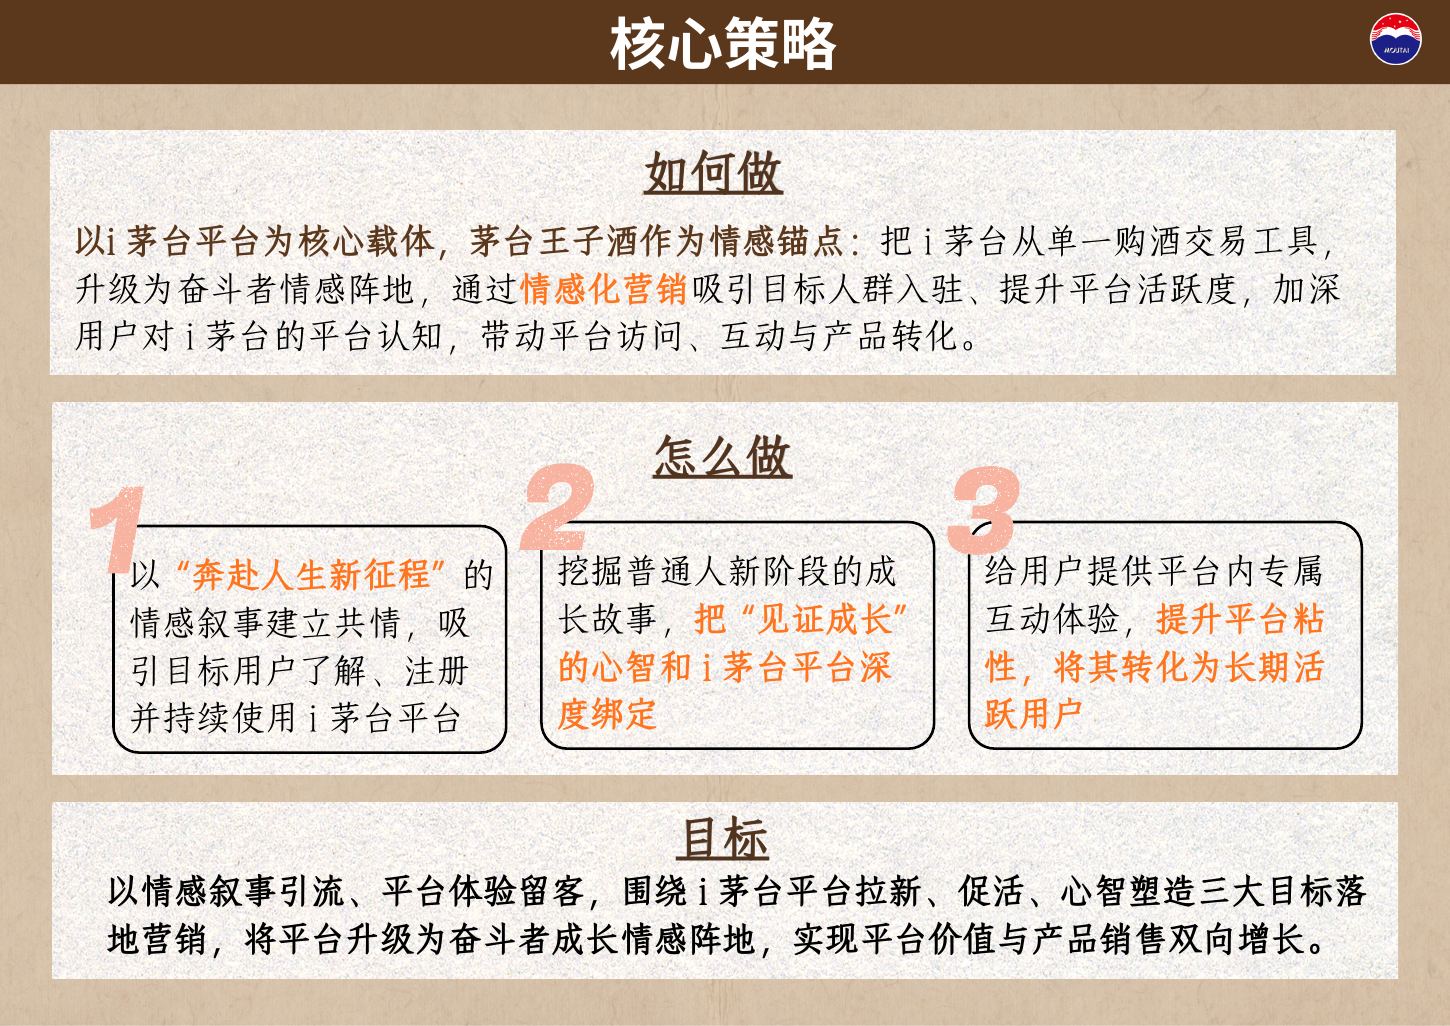 核心策略
MOUTAI
如何做
以i 茅台平台为核心载体，茅台王子酒作为情感锚点：把 i 茅台从单一购酒交易工具，
升级为奋斗者情感阵地，通过情感化营销吸引目标人群入驻、提升平台活跃度，加深
用户对 i 茅台的平台认知，带动平台访问、互动与产品转化。
怎么做
1
以“奔赴人生新征程”的
情感叙事建立共情，吸
引目标用户了解、注册
并持续使用 i 茅台平台
2
挖掘普通人新阶段的成
长故事，把“见证成长”
的心智和 i 茅台平台深
度绑定
3
给用户提供平台内专属
互动体验，提升平台粘
性，将其转化为长期活
跃用户
目标
以情感叙事引流、平台体验留客，围绕 i 茅台平台拉新、促活、心智塑造三大目标落
地营销，将平台升级为奋斗者成长情感阵地，实现平台价值与产品销售双向增长。